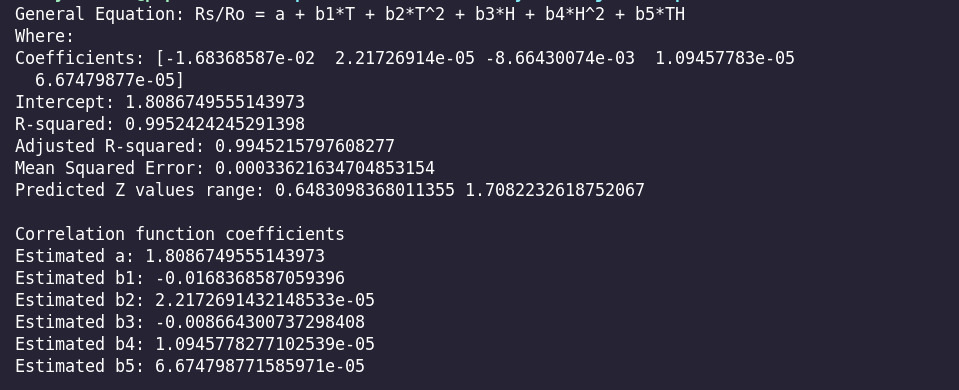 General Equation: Rs/Ro = a + b1*T + b2*T^2 + b3*H + b4*H^2 + b5*TH
Where:
Coefficients: [-1.68368587e-02  2.21726914e-05 -8.66430074e-03  1.09457783e-05
  6.67479877e-05]
Intercept: 1.8086749555143973
R-squared: 0.9952424245291398
Adjusted R-squared: 0.9945215797608277
Mean Squared Error: 0.00033621634704853154
Predicted Z values range: 0.6483098368011355 1.7082232618752067

Correlation function coefficients
Estimated a: 1.8086749555143973
Estimated b1: -0.0168368587059396
Estimated b2: 2.2172691432148533e-05
Estimated b3: -0.008664300737298408
Estimated b4: 1.0945778277102539e-05
Estimated b5: 6.674798771585971e-05